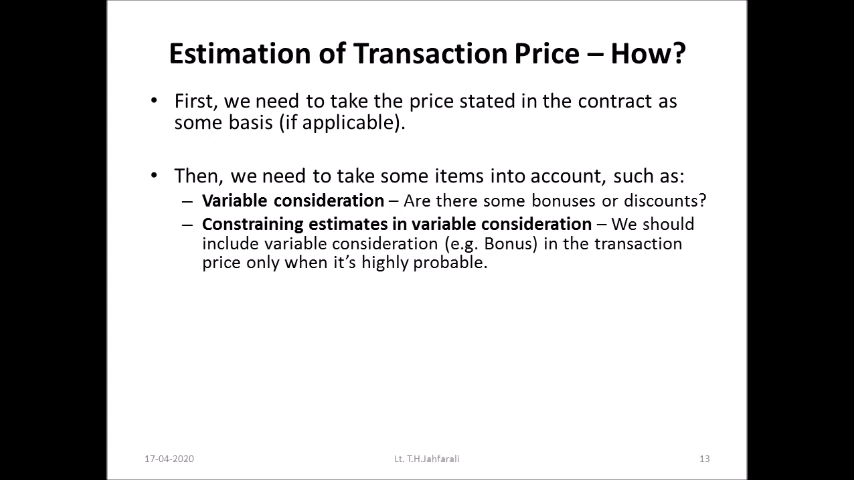 Estimation of Transaction Price – How?
• First, we need to take the price stated in the contract as
some basis (if applicable).
• Then, we need to take some items into account, such as:
– Variable consideration – Are there some bonuses or discounts?
– Constraining estimates in variable consideration – We should
include variable consideration (e.g. Bonus) in the transaction
price only when it's highly probable.
17-04-2020 Lt. T.H.Jahfarali 13